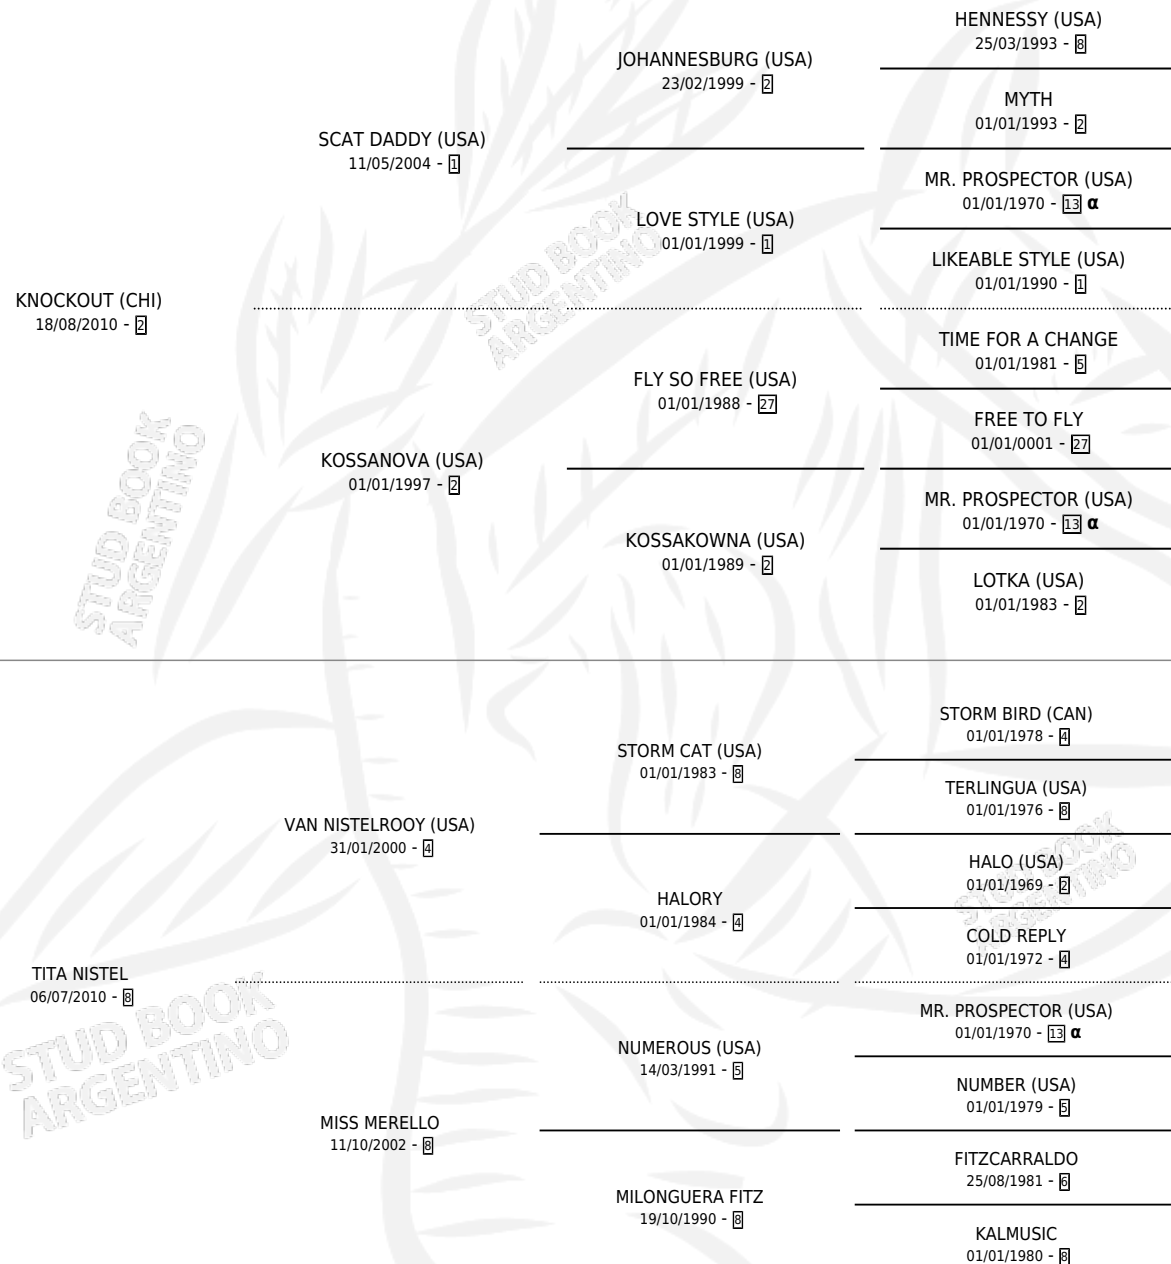 HENNESSY (USA)
25/03/1993 - 8
JOHANNESBURG (USA)
23/02/1999 - 2
MYTH
01/01/1993 - 2
SCAT DADDY (USA)
11/05/2004 - 1
MR. PROSPECTOR (USA)
01/01/1970 - 13 α
LOVE STYLE (USA)
01/01/1999 - 1
LIKEABLE STYLE (USA)
01/01/1990 - 1
KNOCKOUT (CHI)
18/08/2010 - 2
TIME FOR A CHANGE
01/01/1981 - 5
FLY SO FREE (USA)
01/01/1988 - 27
FREE TO FLY
01/01/0001 - 27
KOSSANOVA (USA)
01/01/1997 - 2
MR. PROSPECTOR (USA)
01/01/1970 - 13 α
KOSSAKOWNA (USA)
01/01/1989 - 2
LOTKA (USA)
01/01/1983 - 2
STORM BIRD (CAN)
01/01/1978 - 4
STORM CAT (USA)
01/01/1983 - 8
TERLINGUA (USA)
01/01/1976 - 8
VAN NISTELROOY (USA)
31/01/2000 - 4
HALO (USA)
01/01/1969 - 2
HALORY
01/01/1984 - 4
COLD REPLY
01/01/1972 - 4
TITA NISTEL
06/07/2010 - 8
MR. PROSPECTOR (USA)
01/01/1970 - 13 α
NUMEROUS (USA)
14/03/1991 - 5
NUMBER (USA)
01/01/1979 - 5
MISS MERELLO
11/10/2002 - 8
FITZCARRALDO
25/08/1981 - 6
MILONGUERA FITZ
19/10/1990 - 8
KALMUSIC
01/01/1980 - 8
STUD BOOK
ARGENTINO
STUD BOOK
ARGENTINO
STUD BOOK
ARGENTINO
STUD BOOK
ARGENTINO